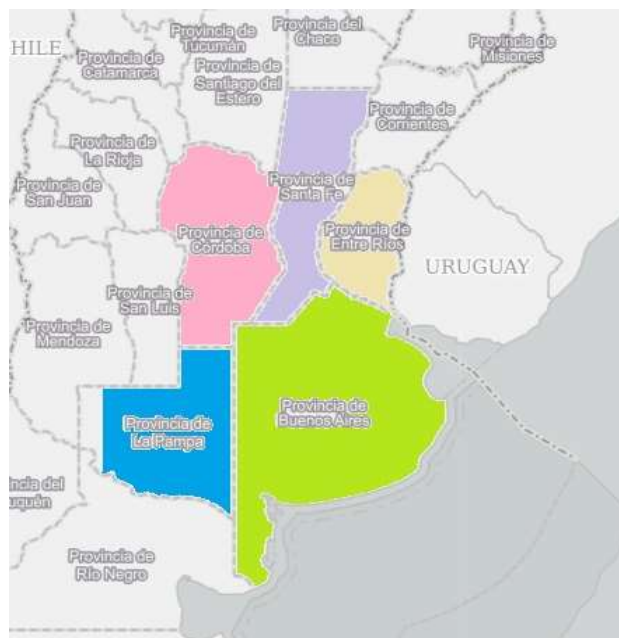 HILE
Provincia de
Tucumán
Provincia del
Chaco
Provincia de
Misiones
Provincia de
Catamarca
Provincia de
Santiago del
Estero
Provincia de
Corrientes
Provincia de
La Rioja
Provincia de
San Juan
Provincia de
Santa Fe
Provincia de
Córdoba
Provincia de
Entre Ríos
URUGUAY
Provincia de
San Luis
Provincia de
Mendoza
Provincia de
Buenos Aires
Provincia de
La Pampa
ncia del
uquén
Provincia de
Río Negro